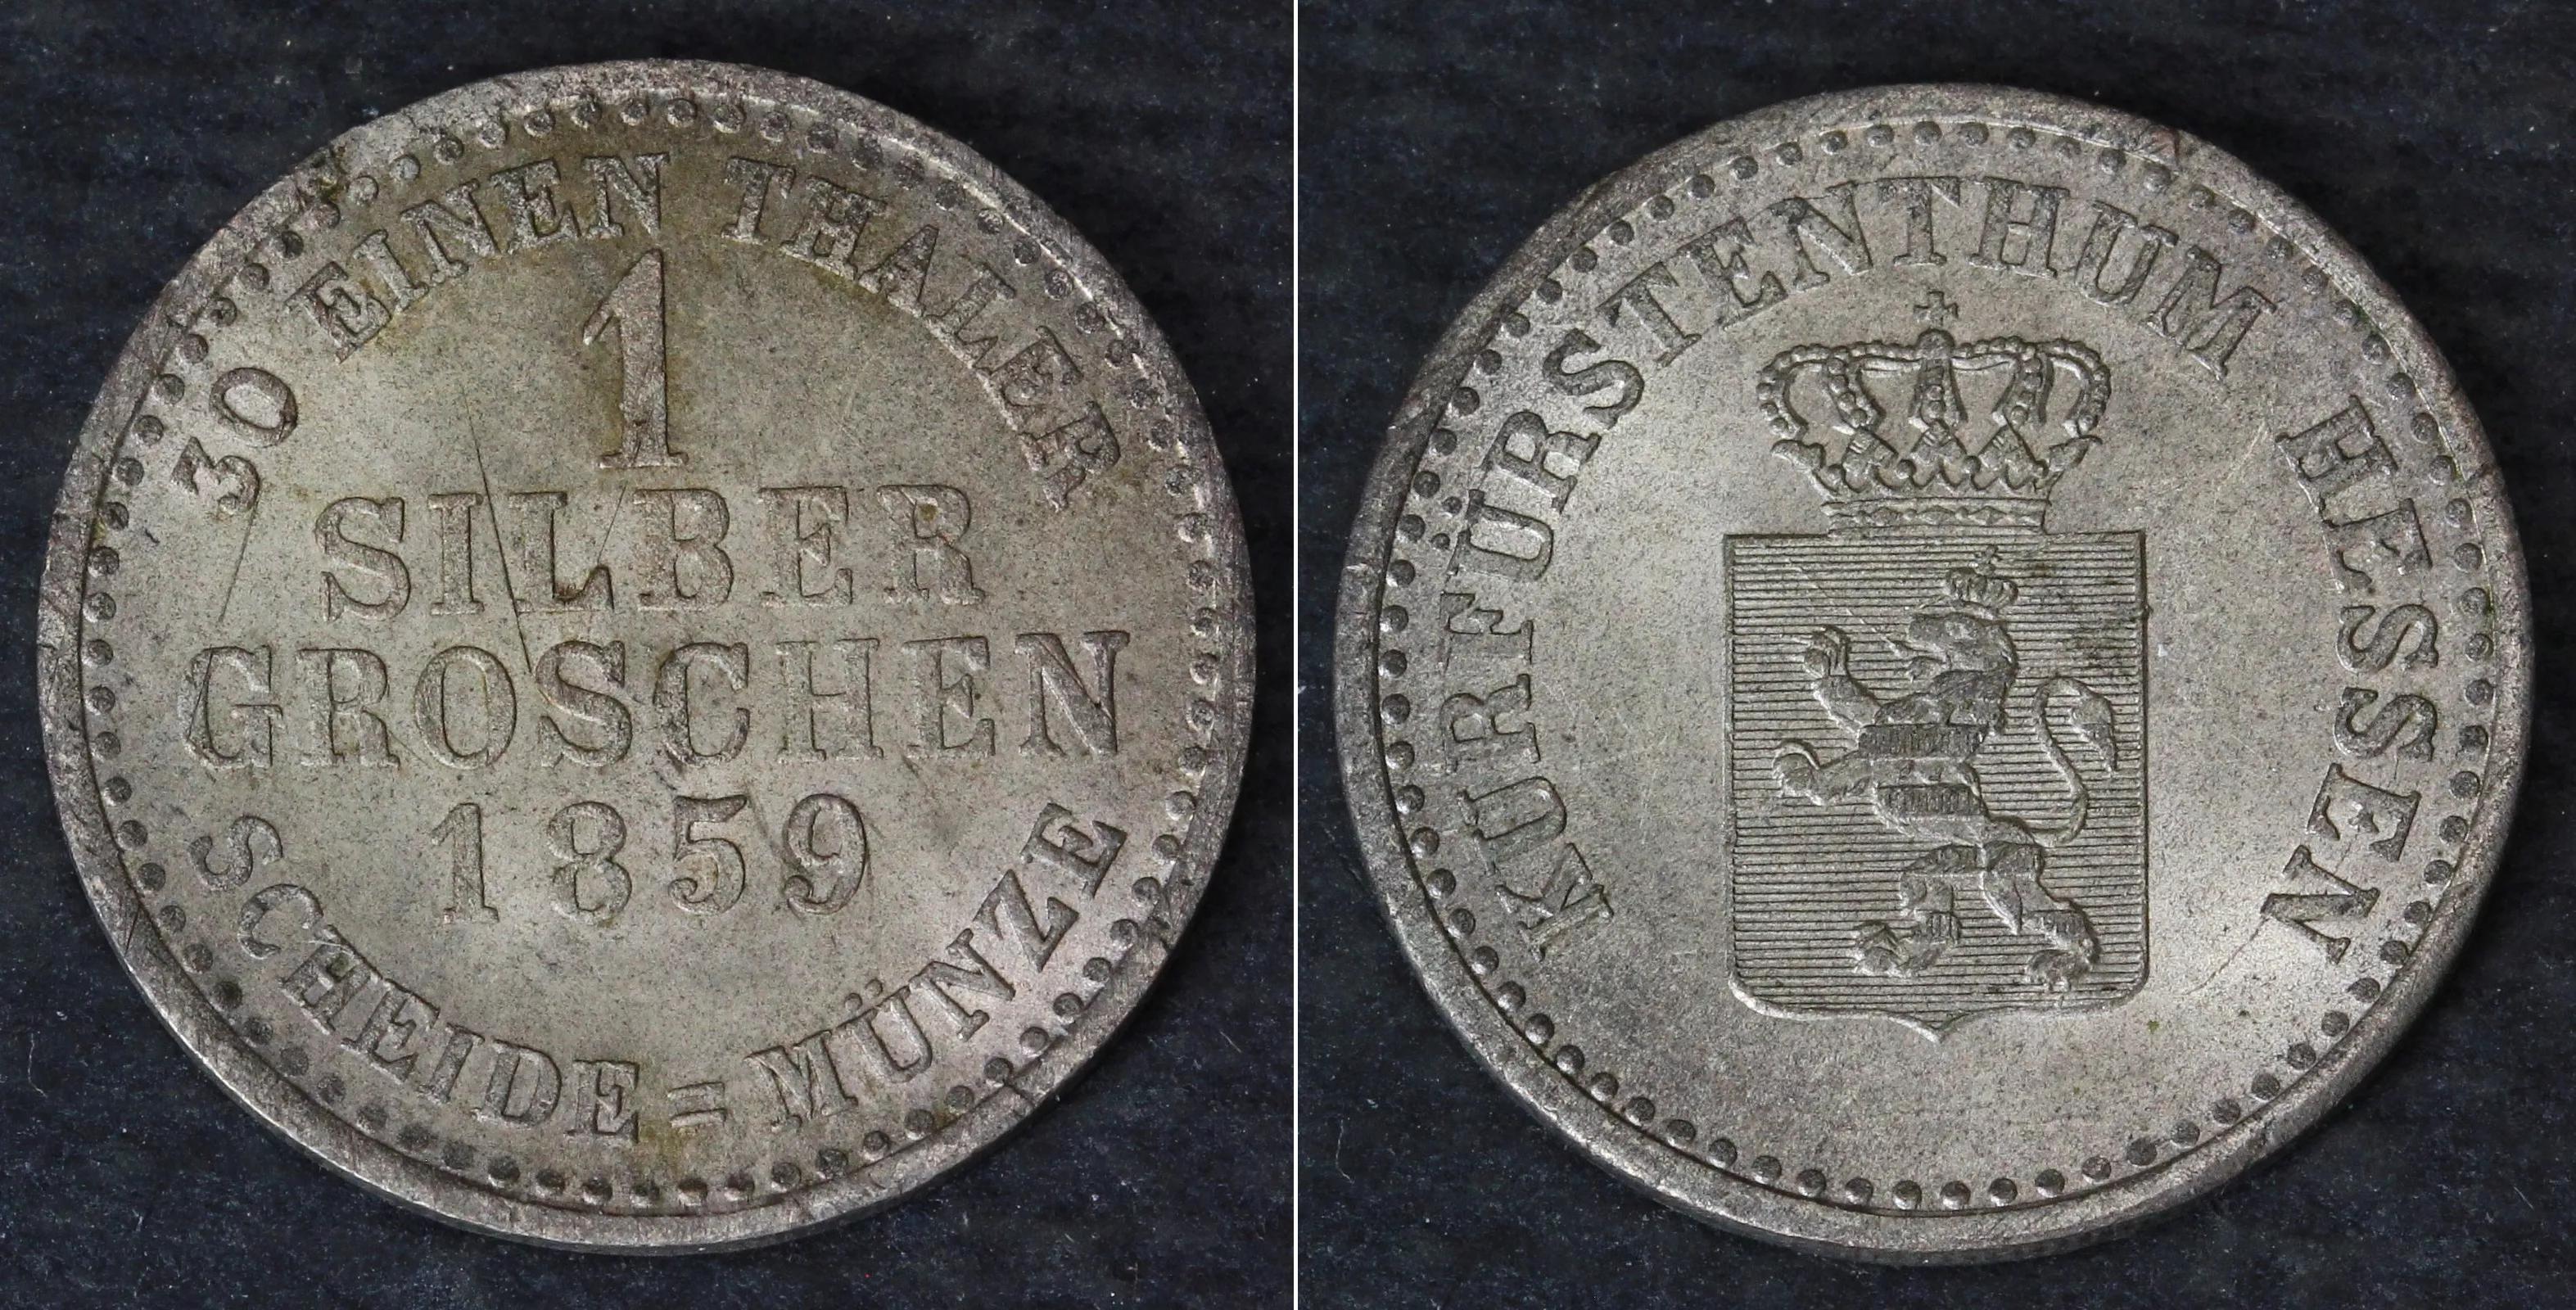 30 EINEN THALER
1
SILBER
GROSCHEN
1859
SCHEIDE = MÜNZE
KURFÜRSTENTHUM HESSEN